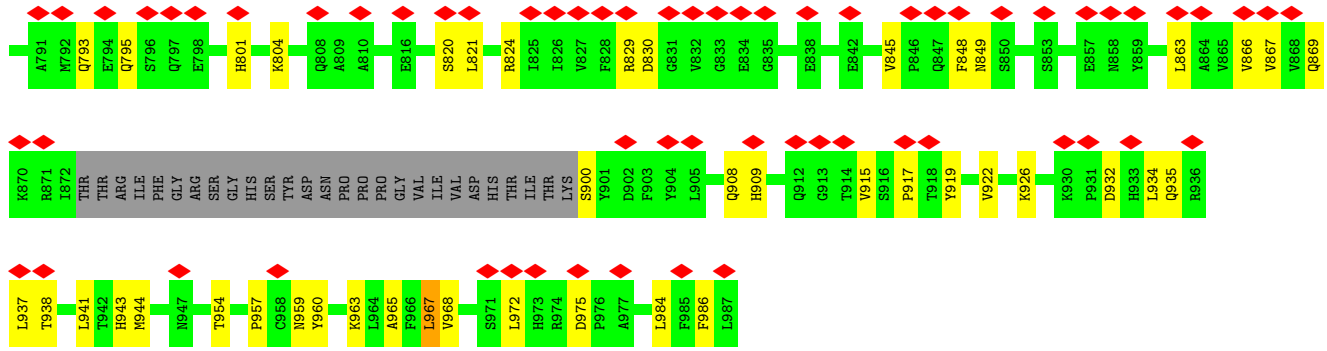 A791 M792 Q793 E794 Q795 S796 Q797 E798 H801 K804 Q808 A809 A810 E816 S820 L821 R824 I825 I826 V827 F828 R829 D830 G831 V832 G833 E834 G835 E838 E842 V845 P846 Q847 F848 N849 S850 S853 E857 N858 Y859 L863 A864 V865 V866 V867 V868 Q869
K870 R871 I872 THR THR ARG ILE PHE GLY ARG SER GLY HIS SER TYR ASP ASN PRO PRO PRO GLY VAL ILE VAL ASP HIS THR ILE THR LYS S900 Y901 D902 F903 Y904 L905 Q908 H909 Q912 G913 T914 V915 S916 P917 T918 Y919 V922 K926 K930 P931 D932 H933 L934 Q935 R936
L937 T938 L941 T942 H943 M944 N947 T954 P957 C958 N959 Y960 K963 L964 A965 F966 L967 V968 S971 L972 H973 R974 D975 P976 A977 L984 F985 F986 L987